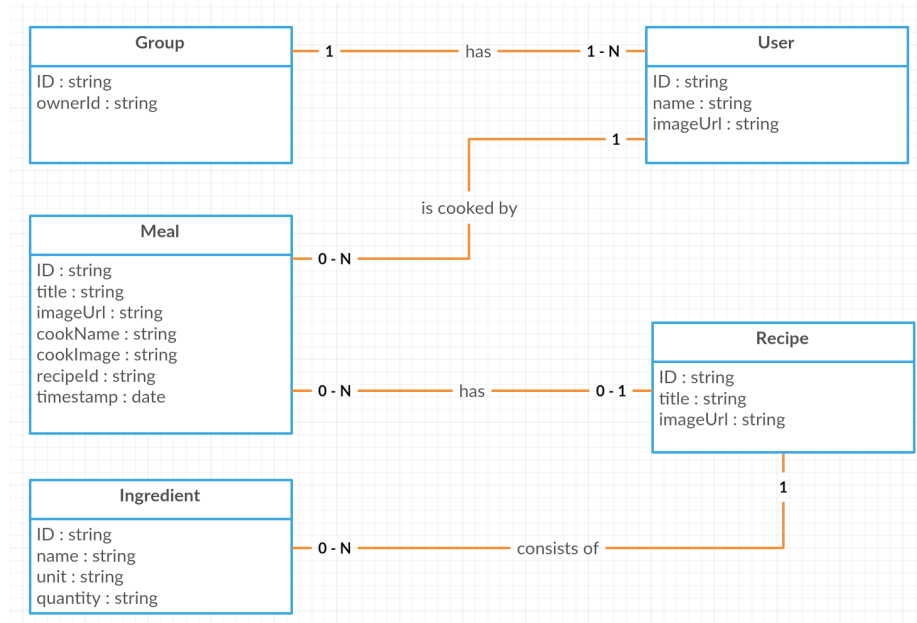 Group
ID : string
ownerId : string
1
has
1 - N
User
ID : string
name : string
imageUrl : string
1
is cooked by
0 - N
Meal
ID : string
title : string
imageUrl : string
cookName : string
cookImage : string
recipeId : string
timestamp : date
0 - N
has
0 - 1
Recipe
ID : string
title : string
imageUrl : string
1
Ingredient
ID : string
name : string
unit : string
quantity : string
0 - N
consists of